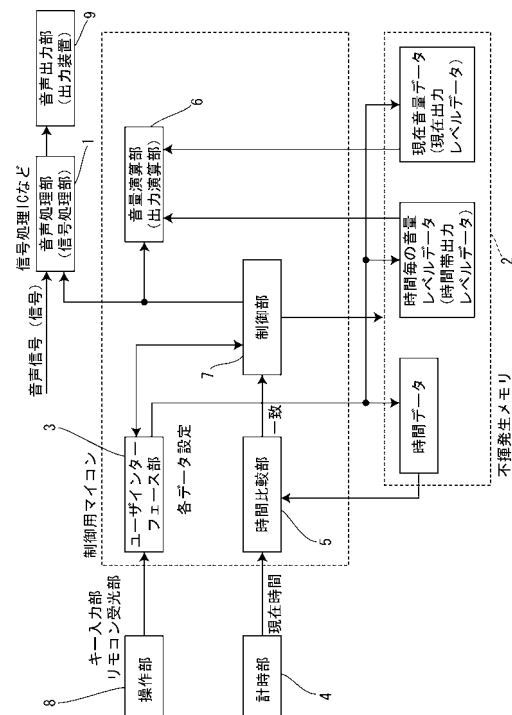 音声信号(信号)
信号処理ICなど
音声処理部
(信号処理部)
1
音声出力部
(出力装置)
9
制御用マイコン
キー入力部
リモコン受光部
操作部
8
ユーザインター
フェース部
3
各データ設定
制御部
7
音量演算部
(出力演算部)
6
計時部
4
現在時間
時間比較部
5
一致
時間データ
時間毎の音量
レベルデータ
(時間帯出力
レベルデータ)
現在音量データ
(現在出力
レベルデータ)
2
不揮発生メモリ